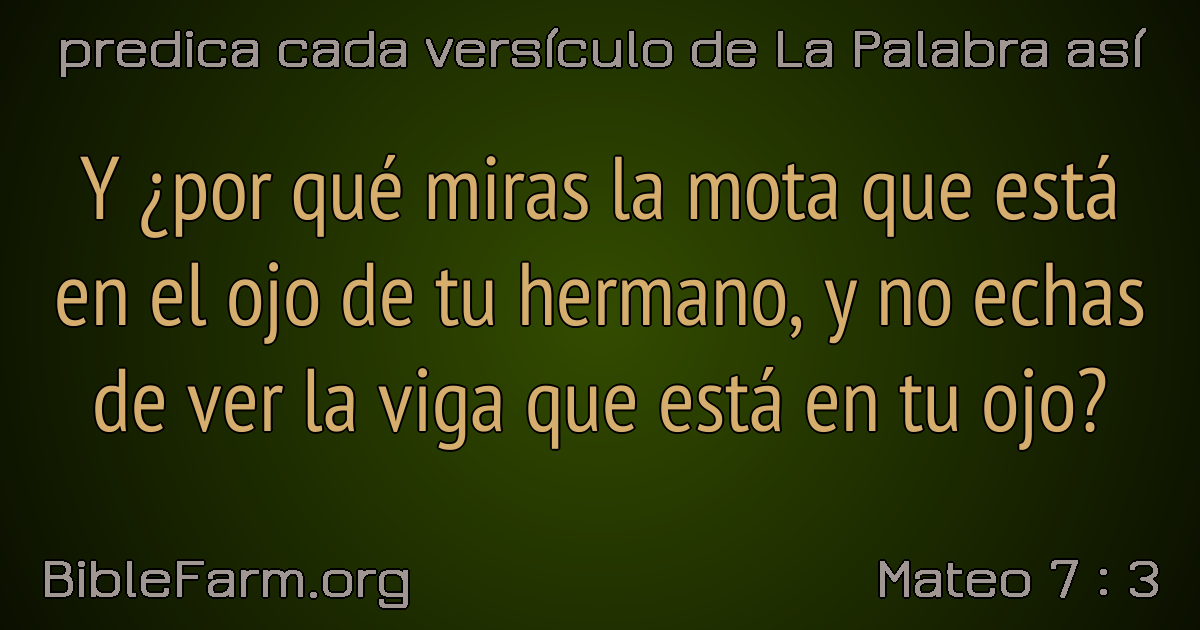 predica cada versículo de La Palabra así
Y ¿por qué miras la mota que está
en el ojo de tu hermano, y no echas
de ver la viga que está en tu ojo?
BibleFarm.org
Mateo 7 : 3